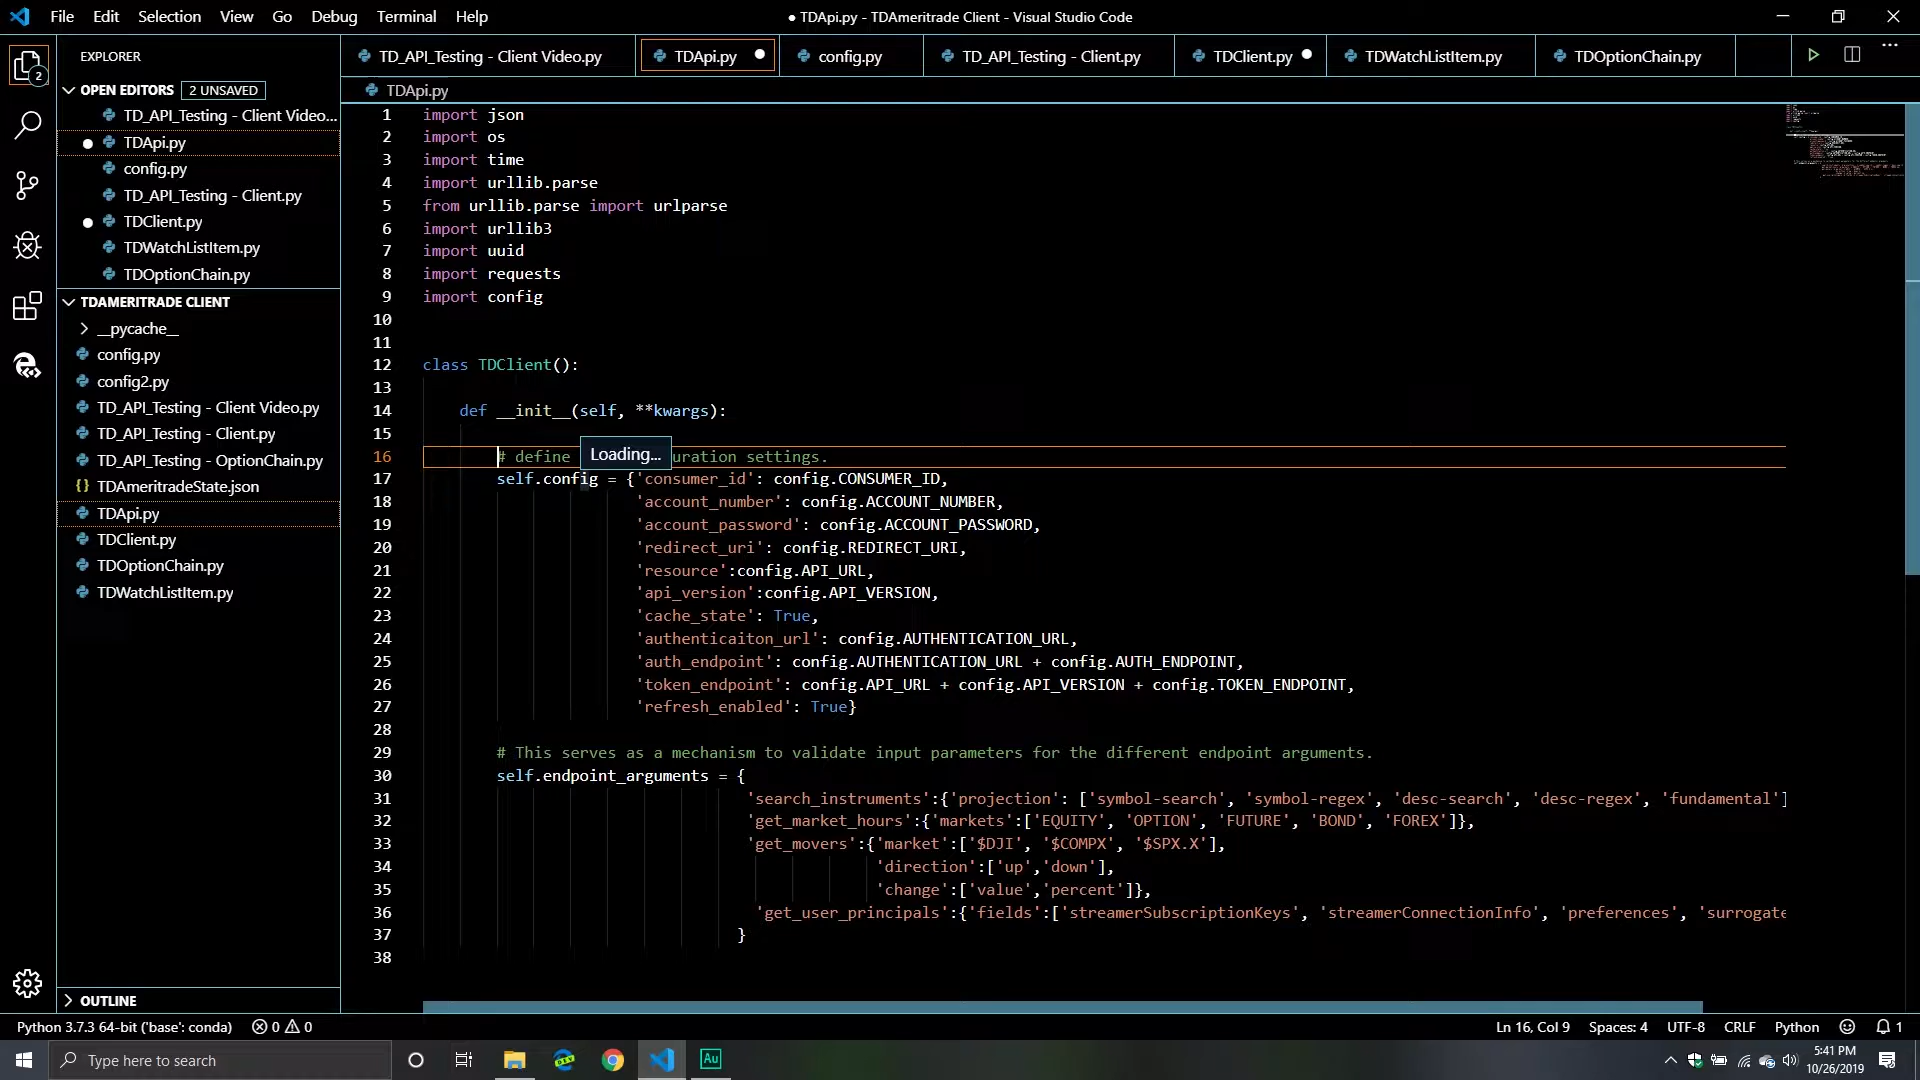 File Edit Selection View Go Debug Terminal Help
● TDApi.py - TDAmeritrade Client - Visual Studio Code
EXPLORER
OPEN EDITORS 2 UNSAVED
TD_API_Testing - Client Video...
TDApi.py
config.py
TD_API_Testing - Client.py
TDClient.py
TDWatchListItem.py
TDOptionChain.py
TDAMERITRADE CLIENT
__pycache__
config.py
config2.py
TD_API_Testing - Client Video.py
TD_API_Testing - Client.py
TD_API_Testing - OptionChain.py
TDAmeritradeState.json
TDApi.py
TDClient.py
TDOptionChain.py
TDWatchListItem.py
OUTLINE
2
TD_API_Testing - Client Video.py TDApi.py config.py TD_API_Testing - Client.py TDClient.py TDWatchListItem.py TDOptionChain.py
TDApi.py
1 import json
2 import os
3 import time
4 import urllib.parse
5 from urllib.parse import urlparse
6 import urllib3
7 import uuid
8 import requests
9 import config
10
11
12 class TDClient():
13
14 def __init__(self, **kwargs):
15
16 # define Loading... uration settings.
17 self.config = {'consumer_id': config.CONSUMER_ID,
18 'account_number': config.ACCOUNT_NUMBER,
19 'account_password': config.ACCOUNT_PASSWORD,
20 'redirect_uri': config.REDIRECT_URI,
21 'resource':config.API_URL,
22 'api_version':config.API_VERSION,
23 'cache_state': True,
24 'authenticaiton_url': config.AUTHENTICATION_URL,
25 'auth_endpoint': config.AUTHENTICATION_URL + config.AUTH_ENDPOINT,
26 'token_endpoint': config.API_URL + config.API_VERSION + config.TOKEN_ENDPOINT,
27 'refresh_enabled': True}
28
29 # This serves as a mechanism to validate input parameters for the different endpoint arguments.
30 self.endpoint_arguments = {
31 'search_instruments':{'projection': ['symbol-search', 'symbol-regex', 'desc-search', 'desc-regex', 'fundamental']
32 'get_market_hours':{'markets':['EQUITY', 'OPTION', 'FUTURE', 'BOND', 'FOREX']},
33 'get_movers':{'market':['$DJI', '$COMPX', '$SPX.X'],
34 'direction':['up','down'],
35 'change':['value','percent']},
36 'get_user_principals':{'fields':['streamerSubscriptionKeys', 'streamerConnectionInfo', 'preferences', 'surrogate
37 }
38
Python 3.7.3 64-bit ('base': conda) 0 0 Ln 16, Col 9 Spaces: 4 UTF-8 CRLF Python 1
Type here to search
DEV
Au
5:41 PM
10/26/2019